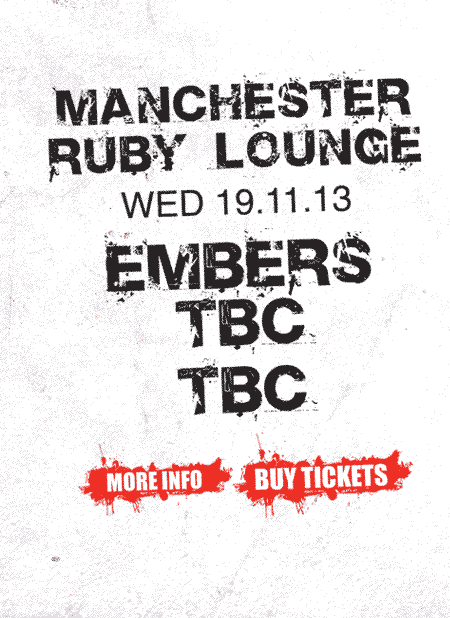 MANCHESTER
RUBY LOUNGE
WED 19.11.13
EMBERS
TBC
TBC
MORE INFO BUY TICKETS